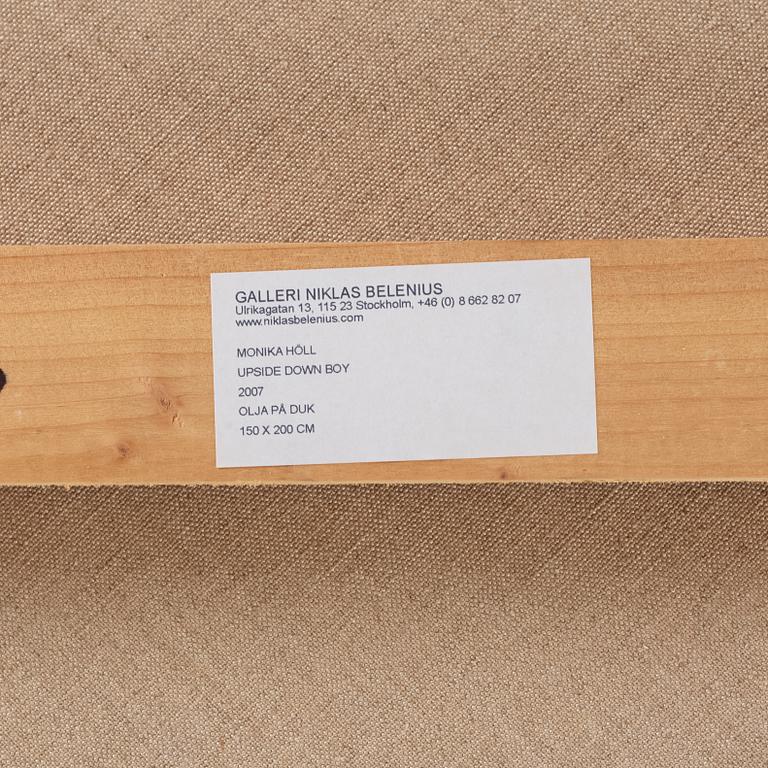 GALLERI NIKLAS BELENIUS
Ulrikagatan 13, 115 23 Stockholm, +46 (0) 8 662 82 07
www.niklasbelenius.com
MONIKA HÖLL
UPSIDE DOWN BOY
2007
OLJA PÅ DUK
150 X 200 CM